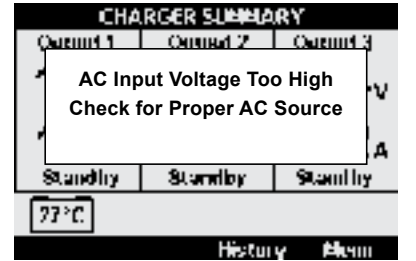 CHARGER SUMMARY
Output 1 Output 2 Output 3
AC Input Voltage Too High
V
Check for Proper AC Source
A
Standby Standby Standby
77°C
History Menu